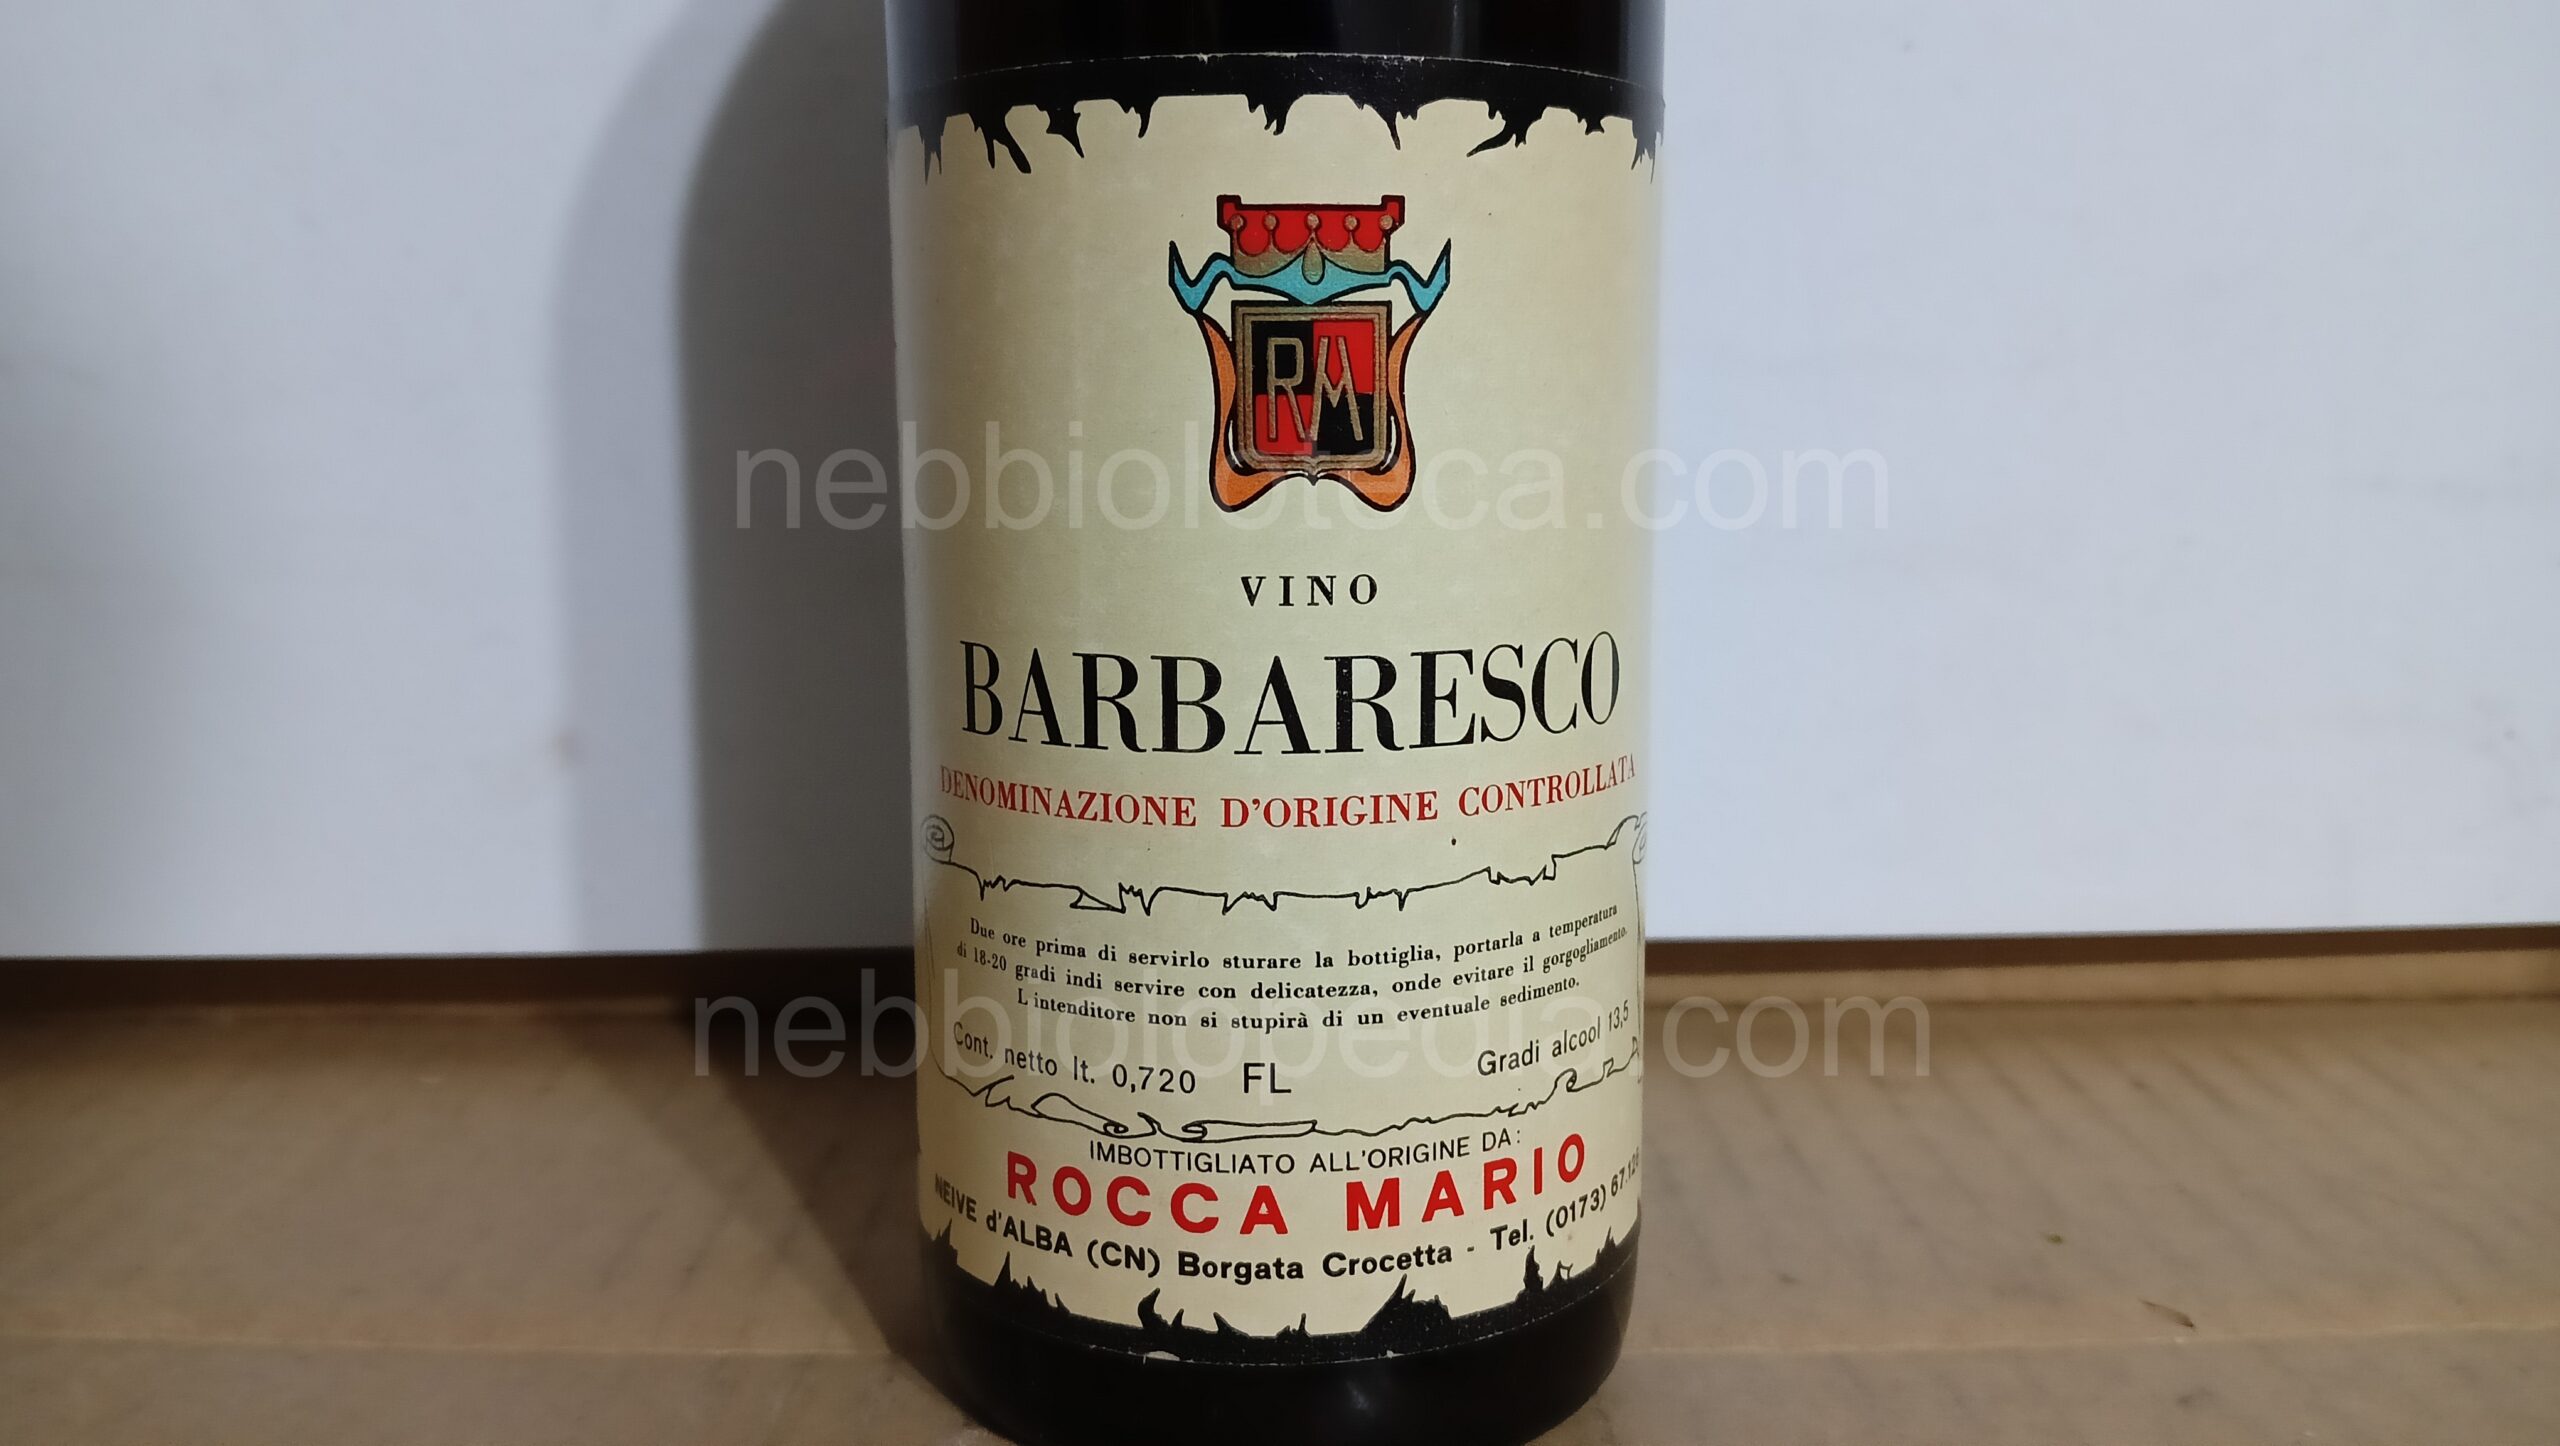 RM
nebbioloteca.com
VINO
BARBARESCO
DENOMINAZIONE D'ORIGINE CONTROLLATA
Due ore prima di servirlo sturare la bottiglia, portarla a temperatura
di 18-20 gradi indi servire con delicatezza, onde evitare il gorgogliamento.
L'intenditore non si stupirà di un eventuale sedimento.
nebbiolopedia.com
Cont. netto lt. 0,720 FL Gradi alcool 13,5
IMBOTTIGLIATO ALL'ORIGINE DA:
ROCCA MARIO
NEIVE d'ALBA (CN) Borgata Crocetta - Tel. (0173)